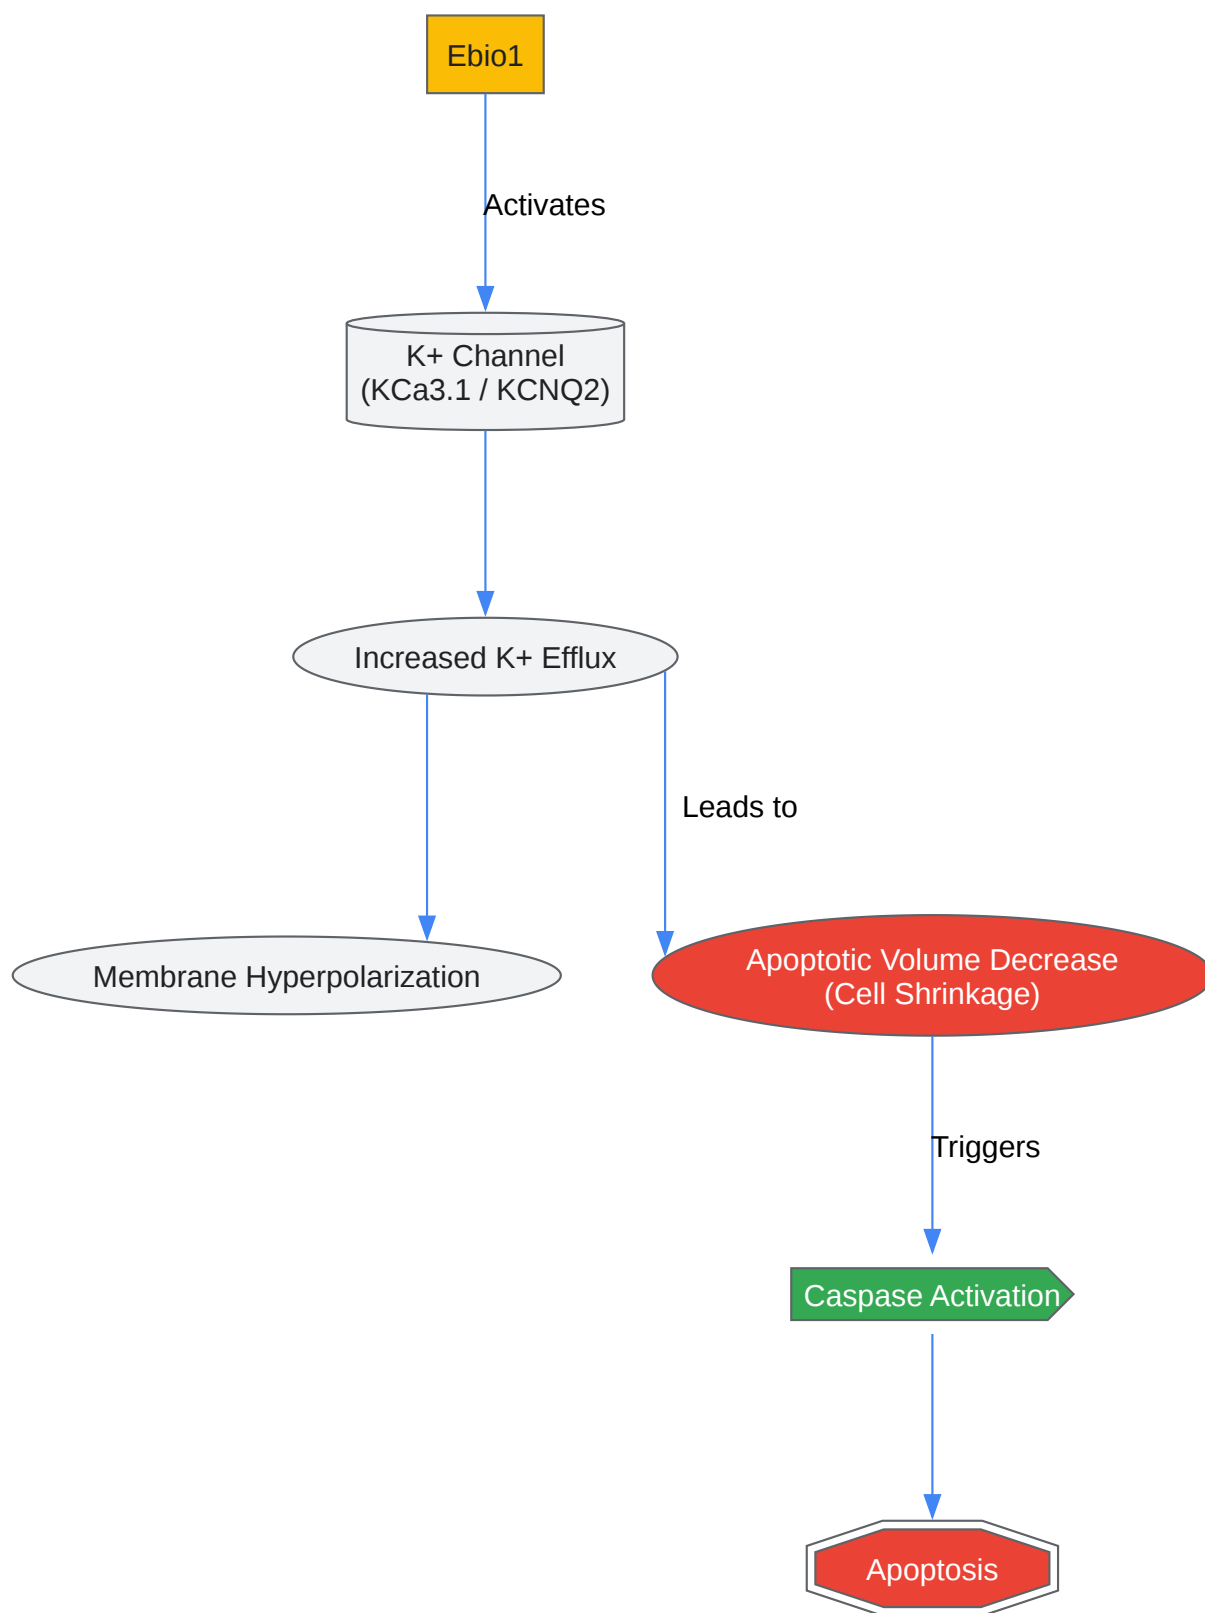 Ebio1
Activates
K+ Channel
(KCa3.1 / KCNQ2)
Increased K+ Efflux
Leads to
Membrane Hyperpolarization
Apoptotic Volume Decrease
(Cell Shrinkage)
Triggers
Caspase Activation
Apoptosis